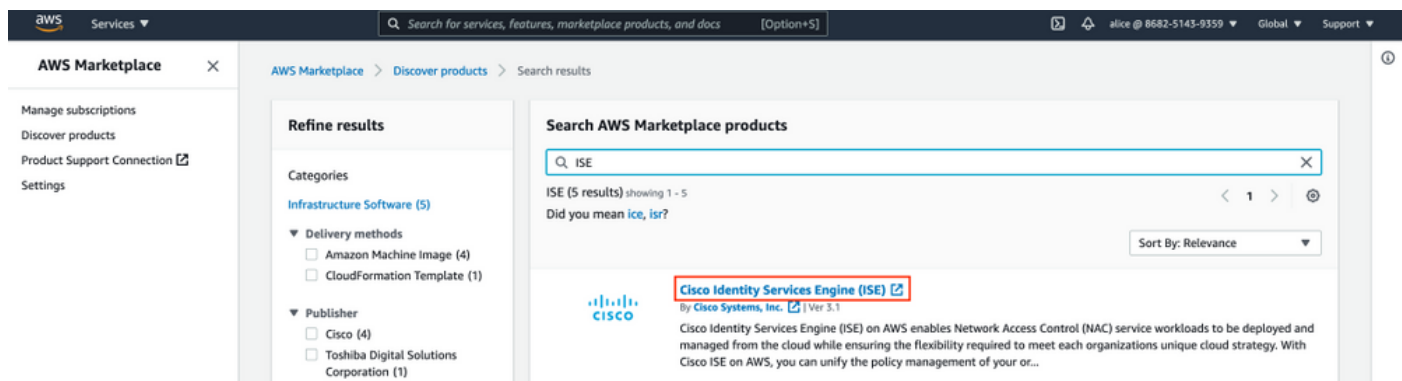 aws
Services ▼
Search for services, features, marketplace products, and docs [Option+S]
alice @ 8682-5143-9359 ▼
Global ▼
Support ▼
AWS Marketplace
Manage subscriptions
Discover products
Product Support Connection
Settings
AWS Marketplace > Discover products > Search results
Refine results
Categories
Infrastructure Software (5)
▼ Delivery methods
Amazon Machine Image (4)
CloudFormation Template (1)
▼ Publisher
Cisco (4)
Toshiba Digital Solutions
Corporation (1)
Search AWS Marketplace products
ISE
ISE (5 results) showing 1 - 5
< 1 >
Did you mean ice, isr?
Sort By: Relevance ▼
CISCO
Cisco Identity Services Engine (ISE)
By Cisco Systems, Inc. | Ver 3.1
Cisco Identity Services Engine (ISE) on AWS enables Network Access Control (NAC) service workloads to be deployed and
managed from the cloud while ensuring the flexibility required to meet each organizations unique cloud strategy. With
Cisco ISE on AWS, you can unify the policy management of your or...